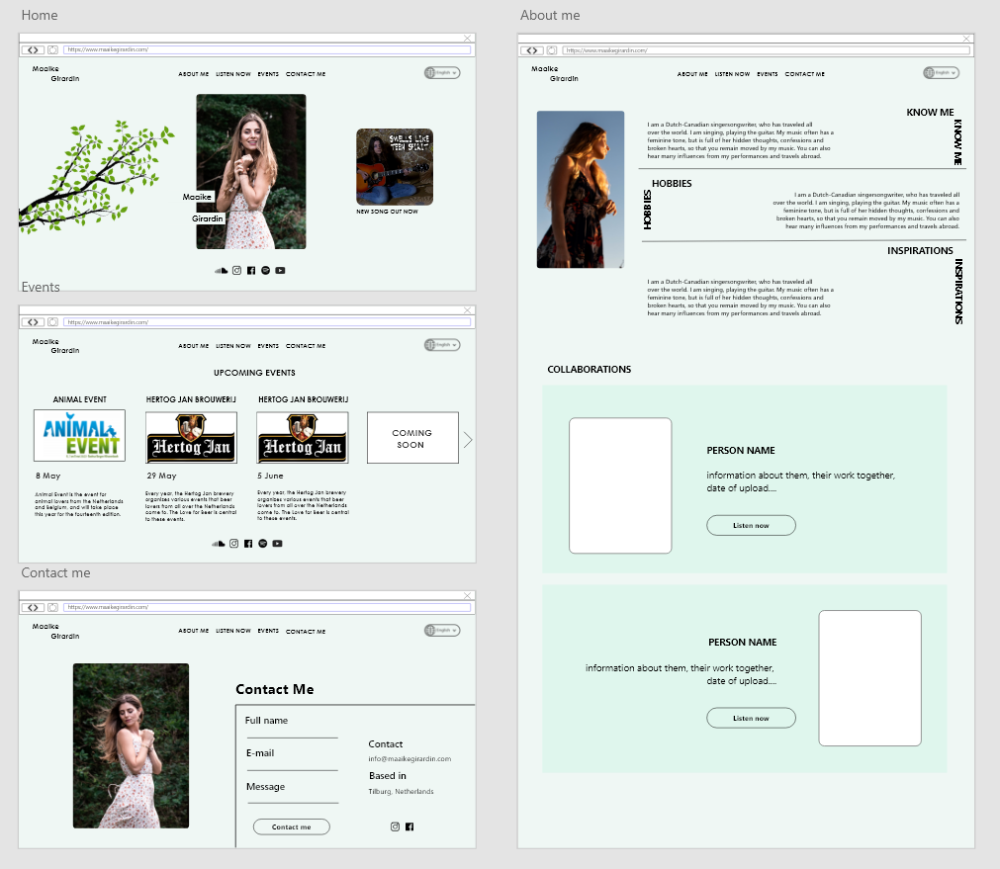 Home
https://www.maaikegirardin.com/
Maaike
Girardin
ABOUT ME LISTEN NOW EVENTS CONTACT ME
English
SMELLS LIKE
TEEN SPIRIT
Maaike
Girardin
NEW SONG OUT NOW
Events
https://www.maaikegirardin.com/
Maaike
Girardin
ABOUT ME LISTEN NOW EVENTS CONTACT ME
English
UPCOMING EVENTS
ANIMAL EVENT
HERTOG JAN BROUWERIJ
HERTOG JAN BROUWERIJ
ANIMAL
EVENT
Hertog Jan
Hertog Jan
COMING
SOON
8 May
29 May
5 June
Animal Event is the event for
animal lovers from the Netherlands
and Belgium, and will take place
this year for the fourteenth edition.
Every year, the Hertog Jan brewery
organizes various events that beer
lovers from all over the Netherlands
come to. The Love for Beer is central
to these events.
Every year, the Hertog Jan brewery
organizes various events that beer
lovers from all over the Netherlands
come to. The Love for Beer is central
to these events.
Contact me
https://www.maaikegirardin.com/
Maaike
Girardin
ABOUT ME LISTEN NOW EVENTS CONTACT ME
English
Contact Me
Full name
E-mail
Message
Contact me
Contact
info@maaikegirardin.com
Based in
Tilburg, Netherlands
About me
https://www.maaikegirardin.com/
Maaike
Girardin
ABOUT ME LISTEN NOW EVENTS CONTACT ME
English
KNOW ME
KNOW ME
I am a Dutch-Canadian singersongwriter, who has traveled all
over the world. I am singing, playing the guitar. My music often has a
feminine tone, but is full of her hidden thoughts, confessions and
broken hearts, so that you remain moved by my music. You can also
hear many influences from my performances and travels abroad.
HOBBIES
HOBBIES
I am a Dutch-Canadian singersongwriter, who has traveled all
over the world. I am singing, playing the guitar. My music often has a
feminine tone, but is full of her hidden thoughts, confessions and
broken hearts, so that you remain moved by my music. You can also
hear many influences from my performances and travels abroad.
INSPIRATIONS
INSPIRATIONS
I am a Dutch-Canadian singersongwriter, who has traveled all
over the world. I am singing, playing the guitar. My music often has a
feminine tone, but is full of her hidden thoughts, confessions and
broken hearts, so that you remain moved by my music. You can also
hear many influences from my performances and travels abroad.
COLLABORATIONS
PERSON NAME
information about them, their work together,
date of upload....
Listen now
PERSON NAME
information about them, their work together,
date of upload....
Listen now